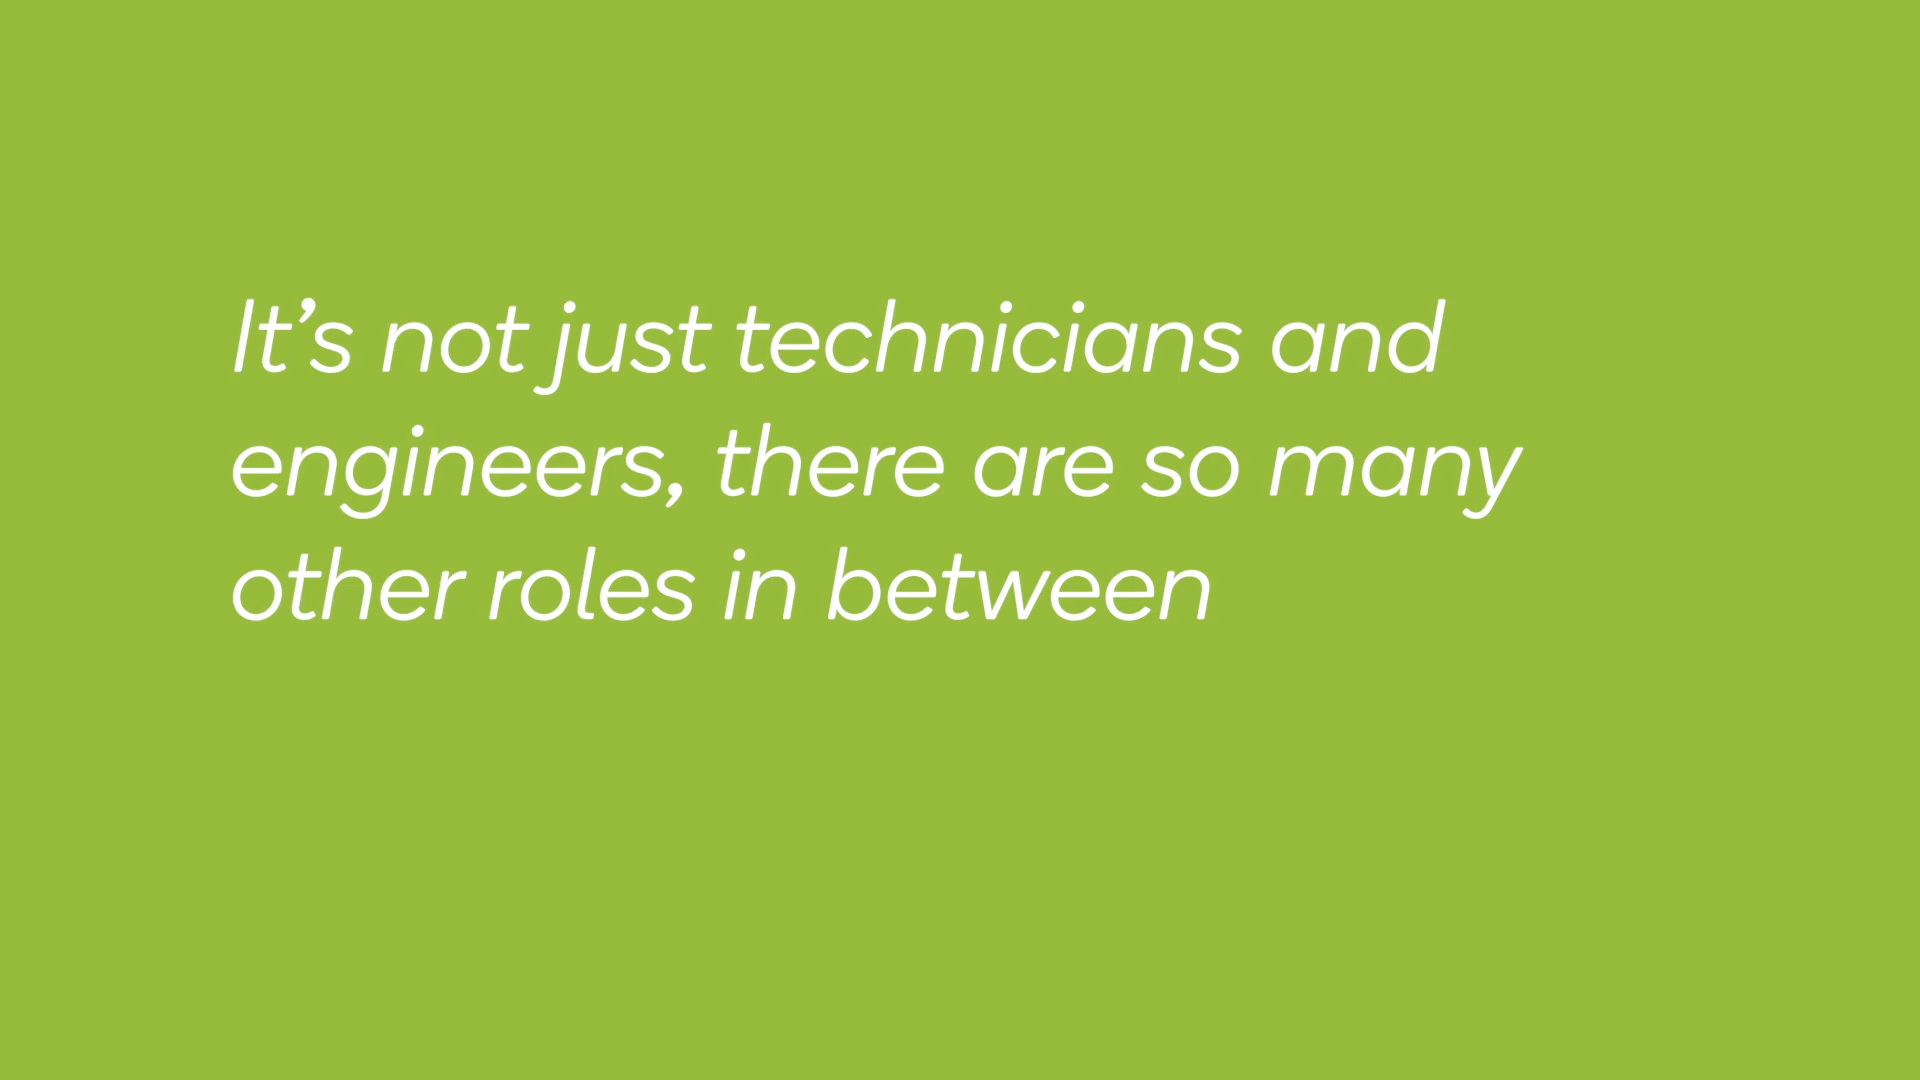 It’s not just technicians and
engineers, there are so many
other roles in between